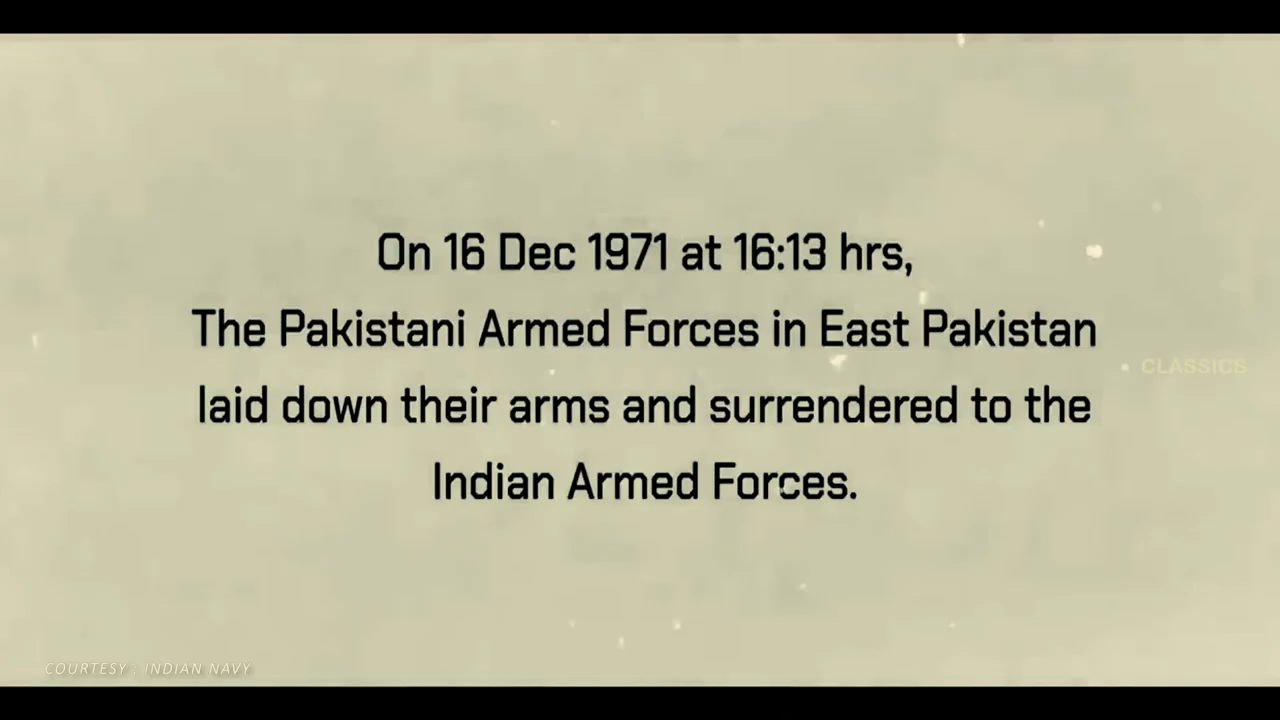 On 16 Dec 1971 at 16:13 hrs,
The Pakistani Armed Forces in East Pakistan
laid down their arms and surrendered to the
Indian Armed Forces.
CLASSICS
COURTESY : INDIAN NAVY